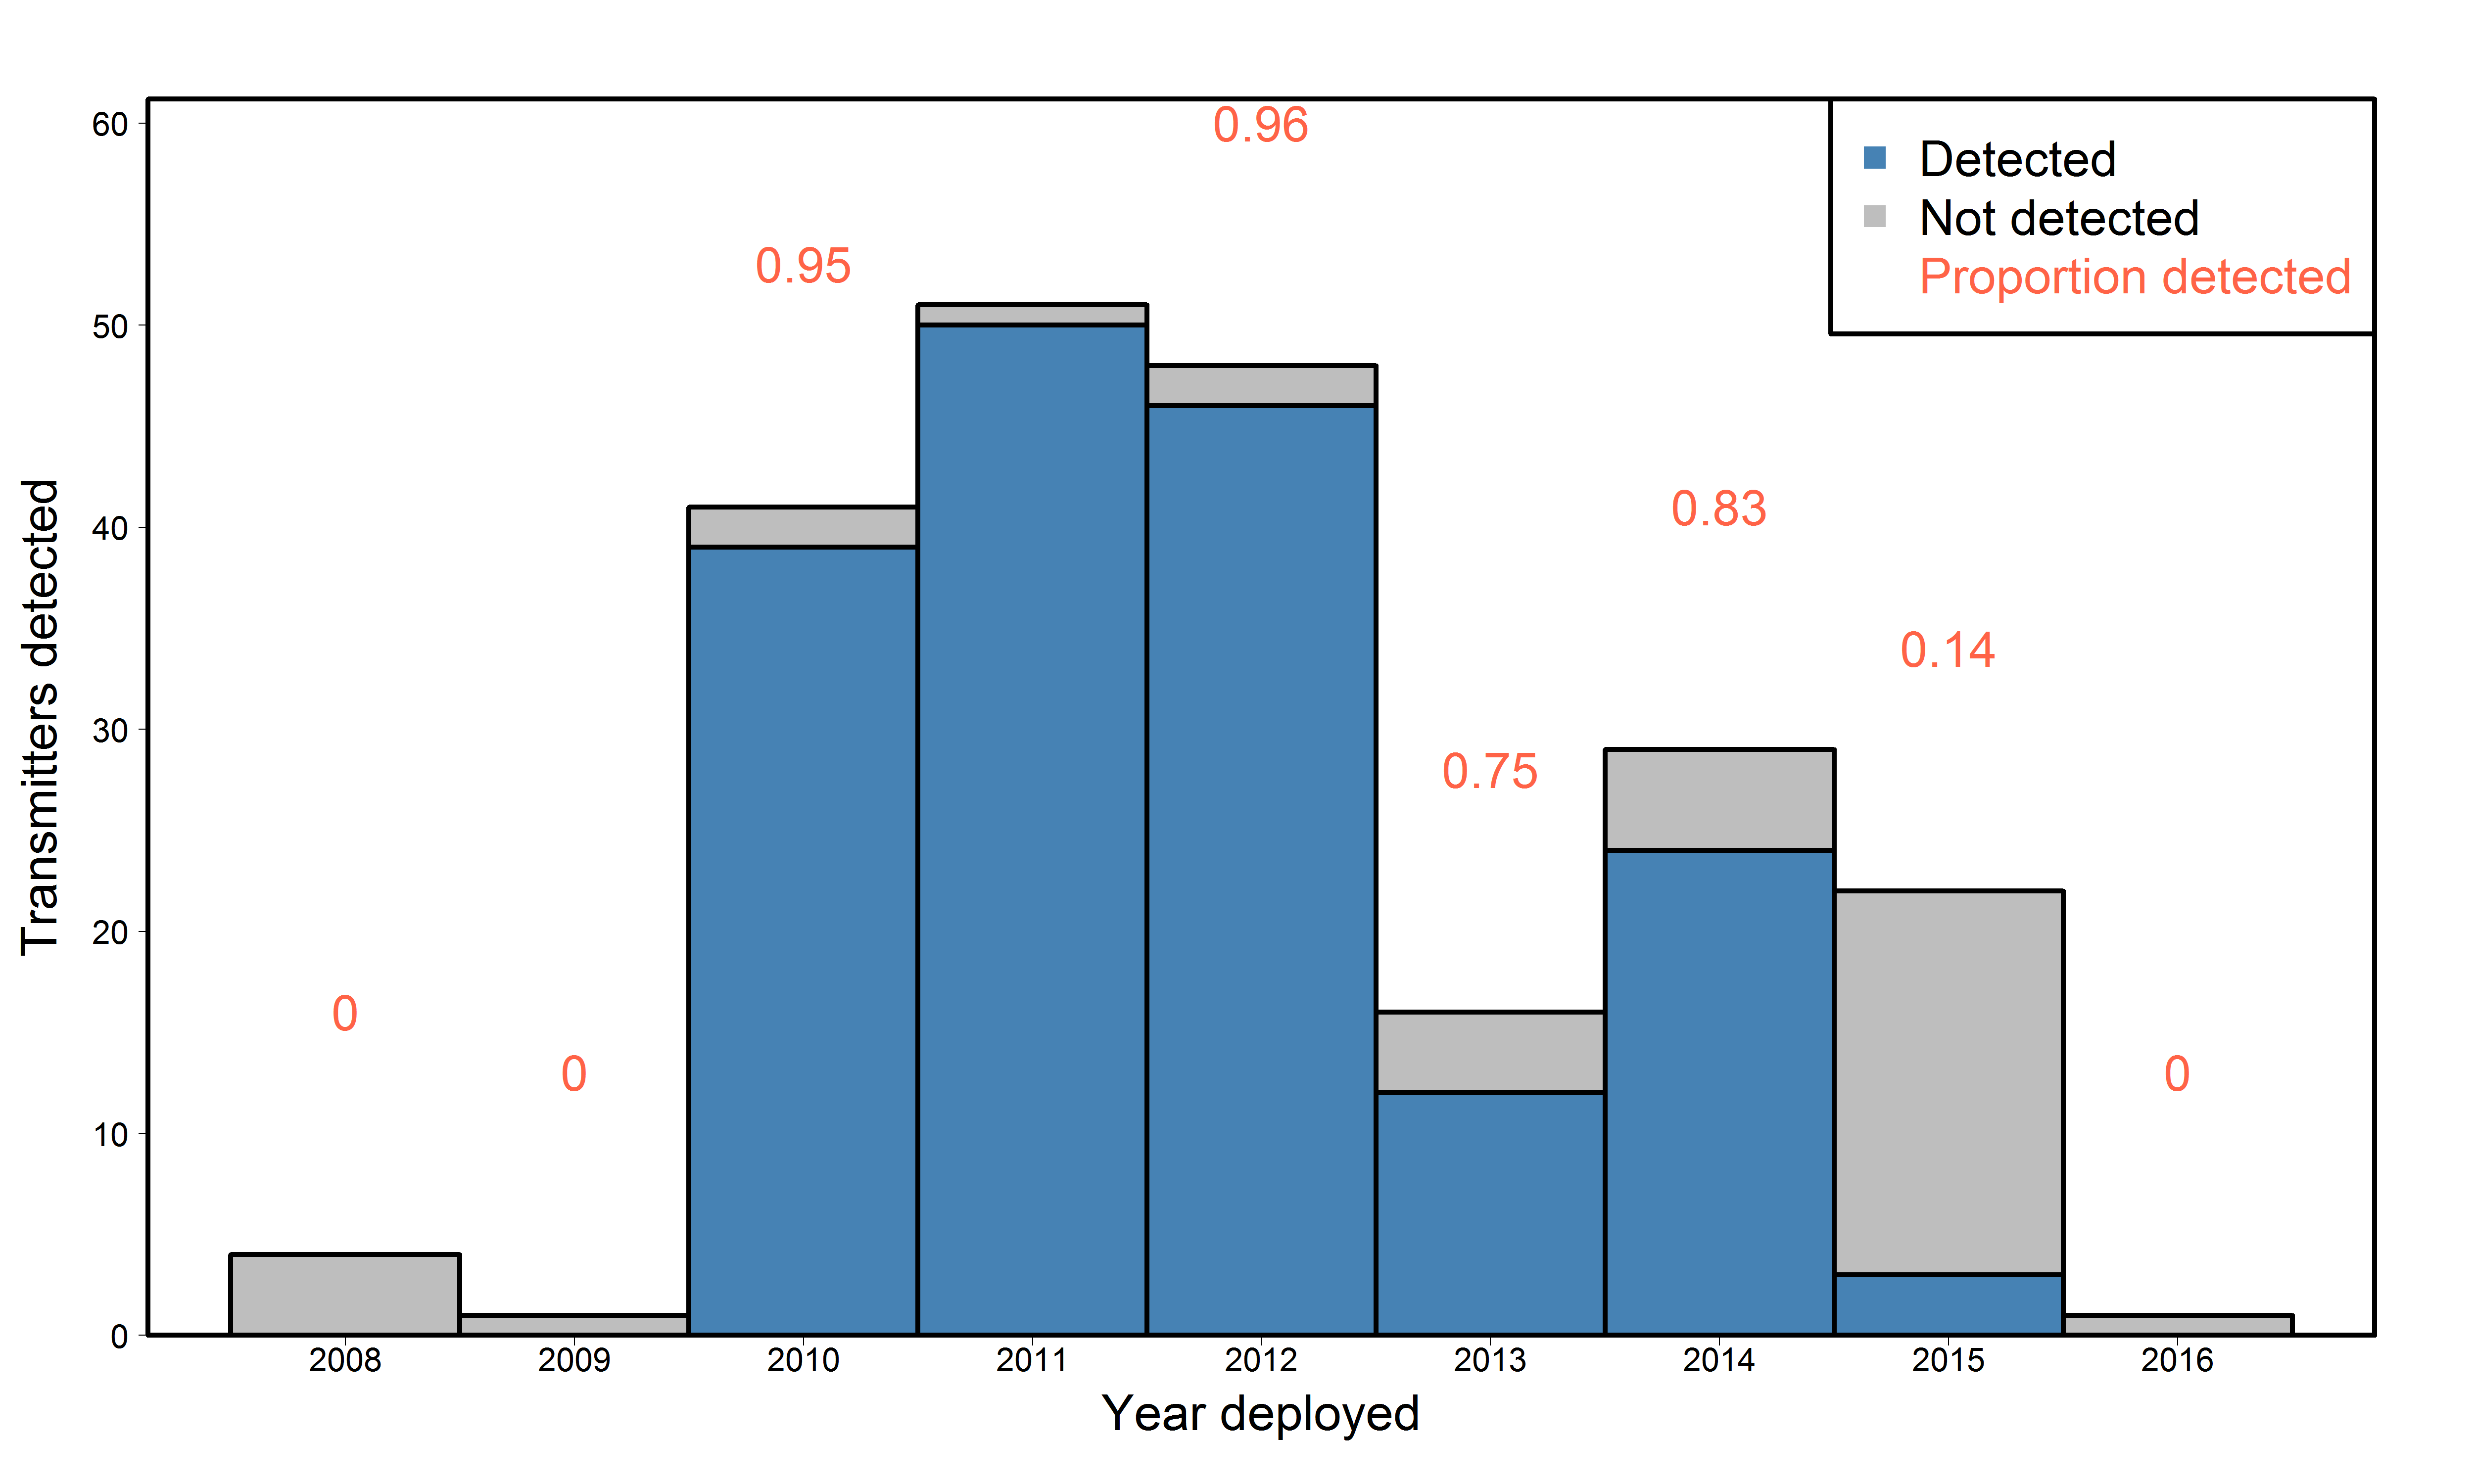 Detected
Not detected
Proportion detected
0.96
0.95
0.83
0.14
0.75
0
0
0
60
50
40
30
20
10
0
Transmitters detected
2008 2009 2010 2011 2012 2013 2014 2015 2016
Year deployed